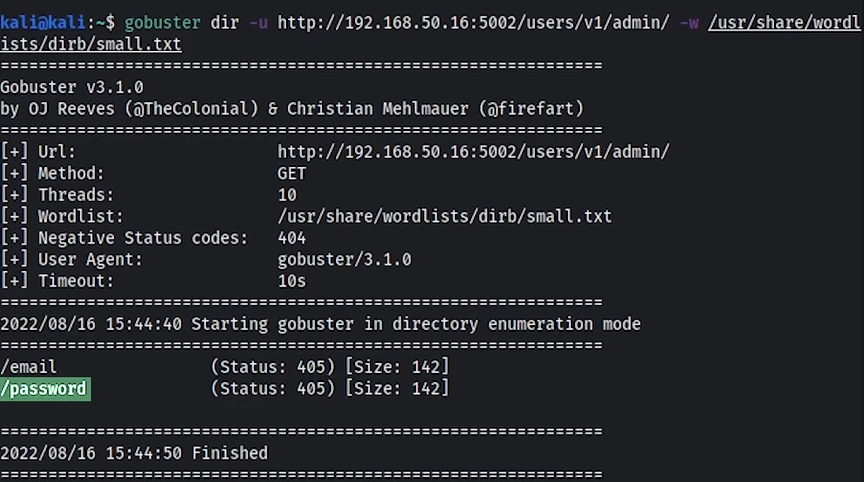 kali@kali:~$ gobuster dir -u http://192.168.50.16:5002/users/v1/admin/ -w /usr/share/wordl
ists/dirb/small.txt
===============================================================
Gobuster v3.1.0
by OJ Reeves (@TheColonial) & Christian Mehlmauer (@firefart)
===============================================================
[+] Url:                     http://192.168.50.16:5002/users/v1/admin/
[+] Method:                  GET
[+] Threads:                 10
[+] Wordlist:                /usr/share/wordlists/dirb/small.txt
[+] Negative Status codes:   404
[+] User Agent:              gobuster/3.1.0
[+] Timeout:                 10s
===============================================================
2022/08/16 15:44:40 Starting gobuster in directory enumeration mode
===============================================================
/email                (Status: 405) [Size: 142]
/password             (Status: 405) [Size: 142]
===============================================================
2022/08/16 15:44:50 Finished
===============================================================